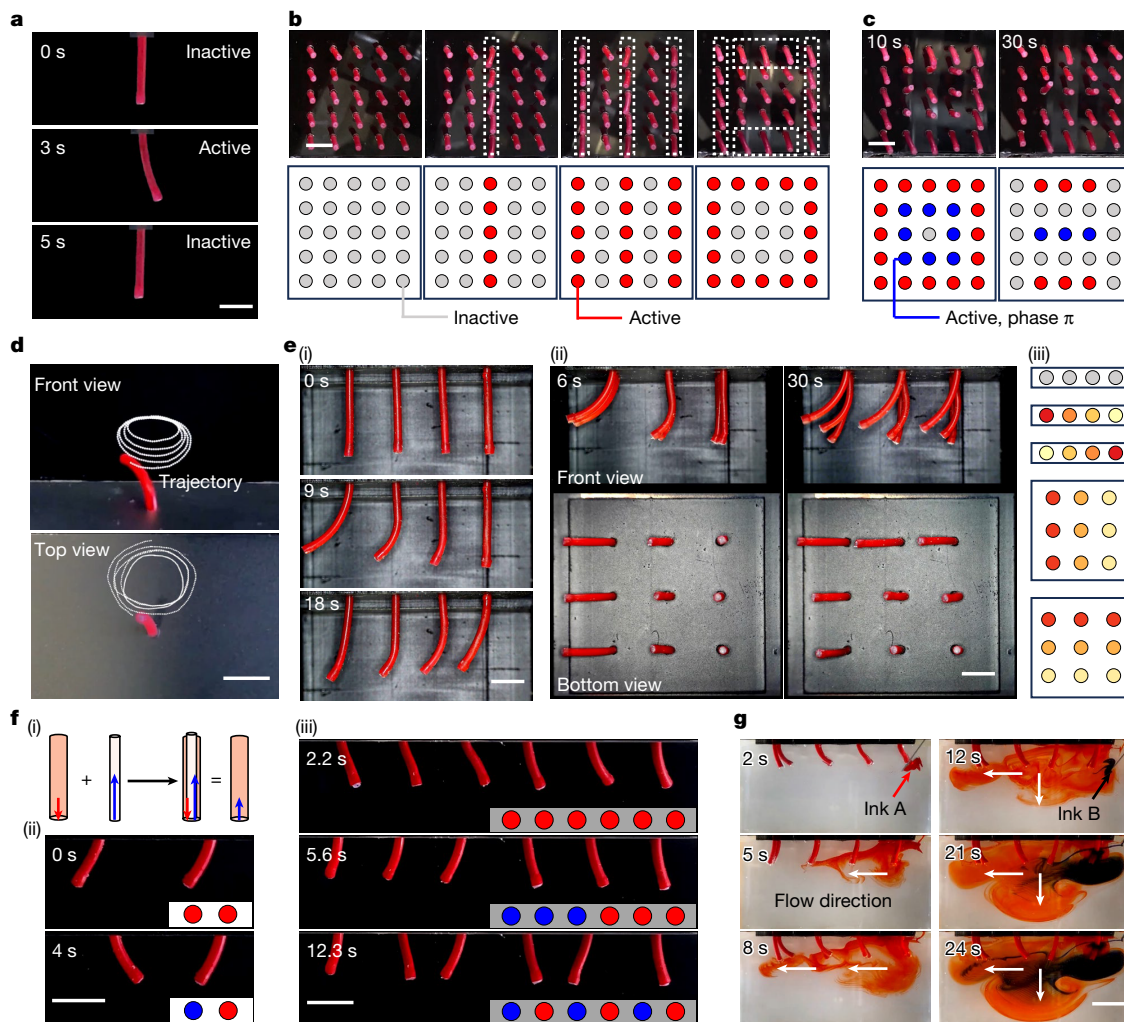 a
0 s
Inactive
3 s
Active
5 s
Inactive
b
Inactive
Active
c
10 s
30 s
Active, phase π
d
Front view
Trajectory
Top view
e
(i)
0 s
9 s
18 s
(ii)
6 s
30 s
Front view
Bottom view
(iii)
f
(i)
+
=
(ii)
0 s
4 s
(iii)
2.2 s
5.6 s
12.3 s
g
2 s
Ink A
12 s
Ink B
5 s
Flow direction
21 s
8 s
24 s